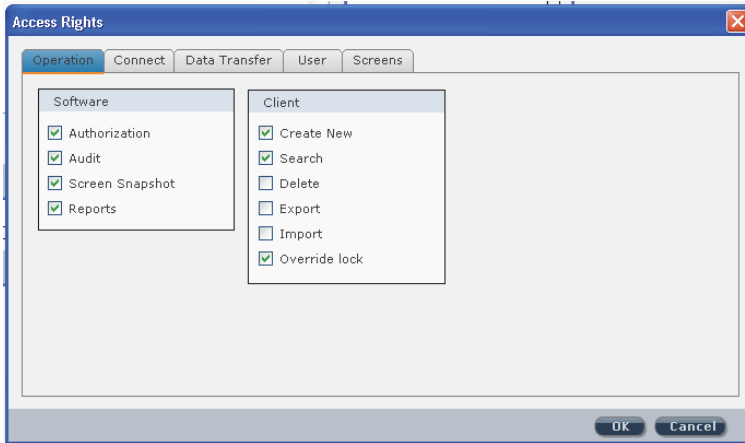 Access Rights
Operation
Connect
Data Transfer
User
Screens
Software
Authorization
Audit
Screen Snapshot
Reports
Client
Create New
Search
Delete
Export
Import
Override lock
OK
Cancel